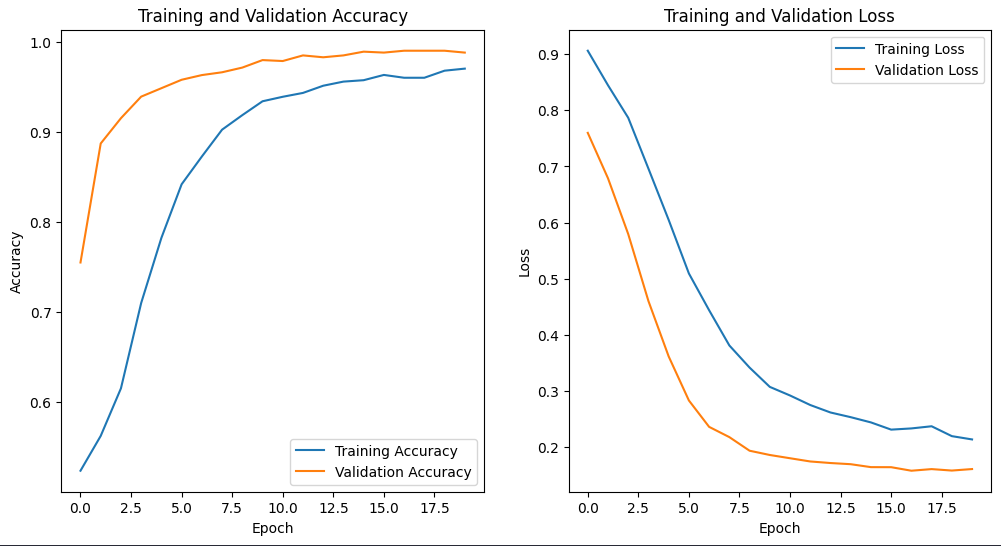 Training and Validation Accuracy
1.0
0.9
0.8
0.7
0.6
Accuracy
Training Accuracy
Validation Accuracy
0.0 2.5 5.0 7.5 10.0 12.5 15.0 17.5
Epoch
Training and Validation Loss
0.9
0.8
0.7
0.6
0.5
0.4
0.3
0.2
Loss
Training Loss
Validation Loss
0.0 2.5 5.0 7.5 10.0 12.5 15.0 17.5
Epoch